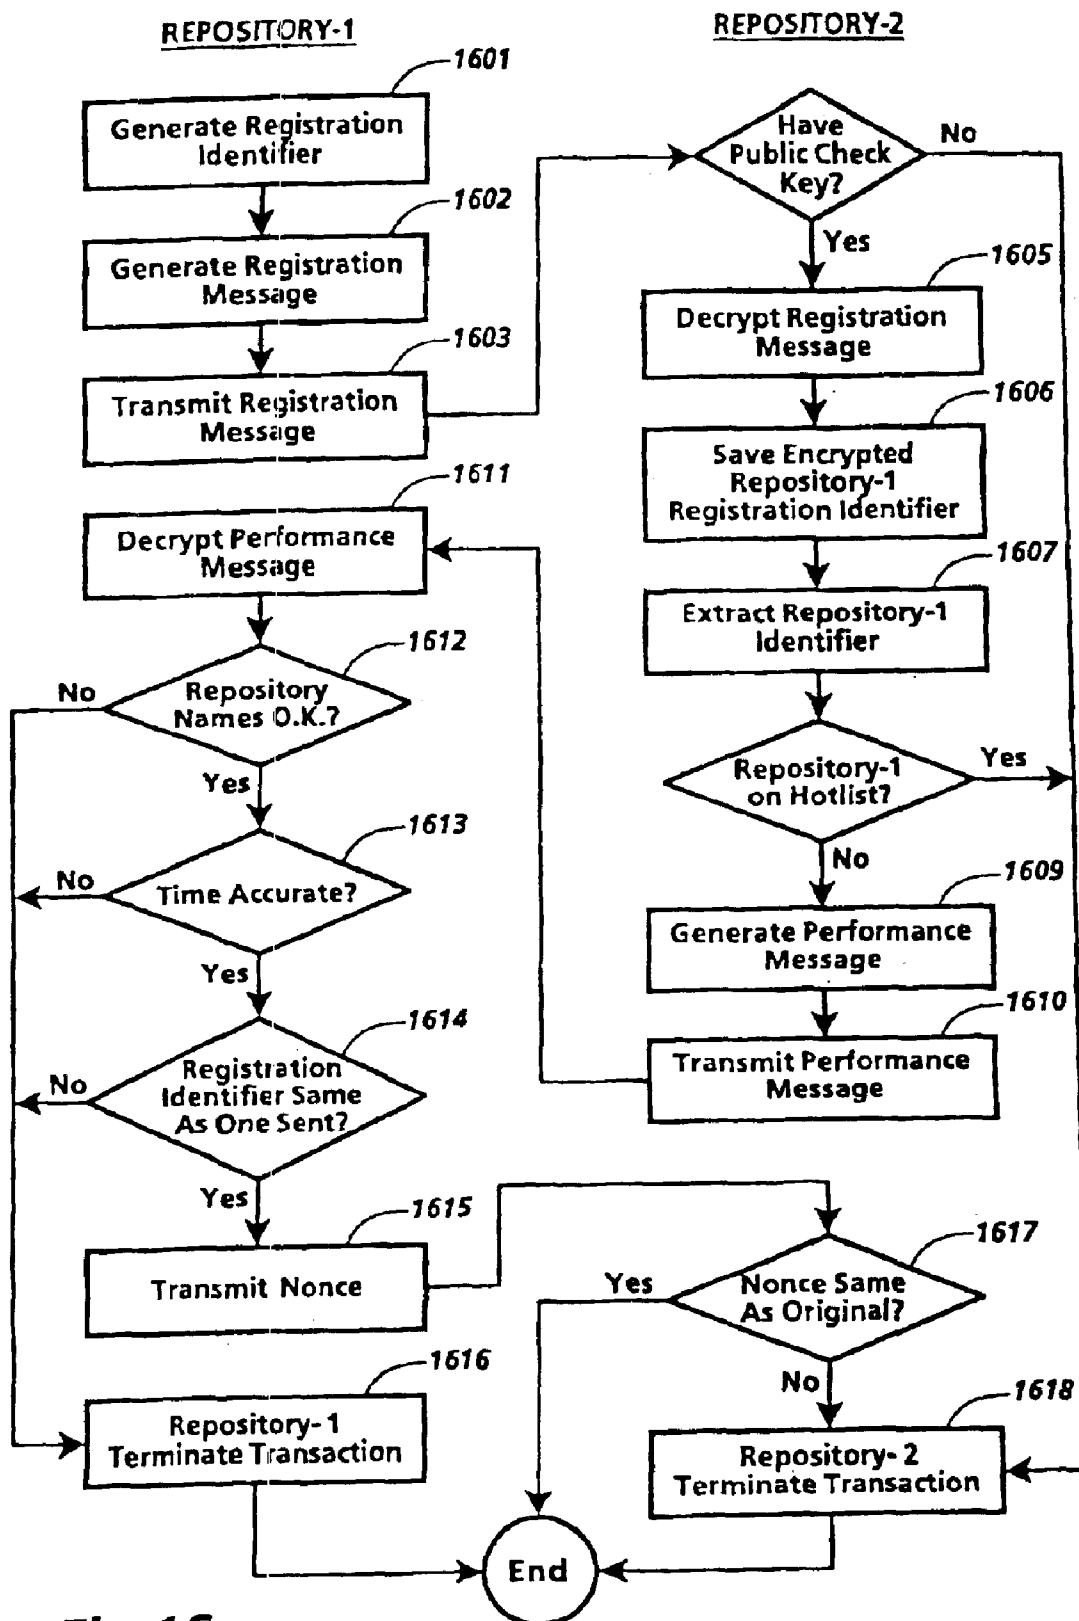 REPOSITORY-1
1601
Generate Registration
Identifier
1602
Generate Registration
Message
1603
Transmit Registration
Message
1611
Decrypt Performance
Message
1612
Repository
Names O.K.?
No
Yes
1613
Time Accurate?
No
Yes
1614
Registration
Identifier Same
As One Sent?
No
Yes
1615
Transmit Nonce
1616
Repository-1
Terminate Transaction
REPOSITORY-2
Have
Public Check
Key?
No
Yes
1605
Decrypt Registration
Message
1606
Save Encrypted
Repository-1
Registration Identifier
1607
Extract Repository-1
Identifier
Repository-1
on Hotlist?
Yes
No
1609
Generate Performance
Message
1610
Transmit Performance
Message
1617
Nonce Same
As Original?
Yes
No
1618
Repository-2
Terminate Transaction
End